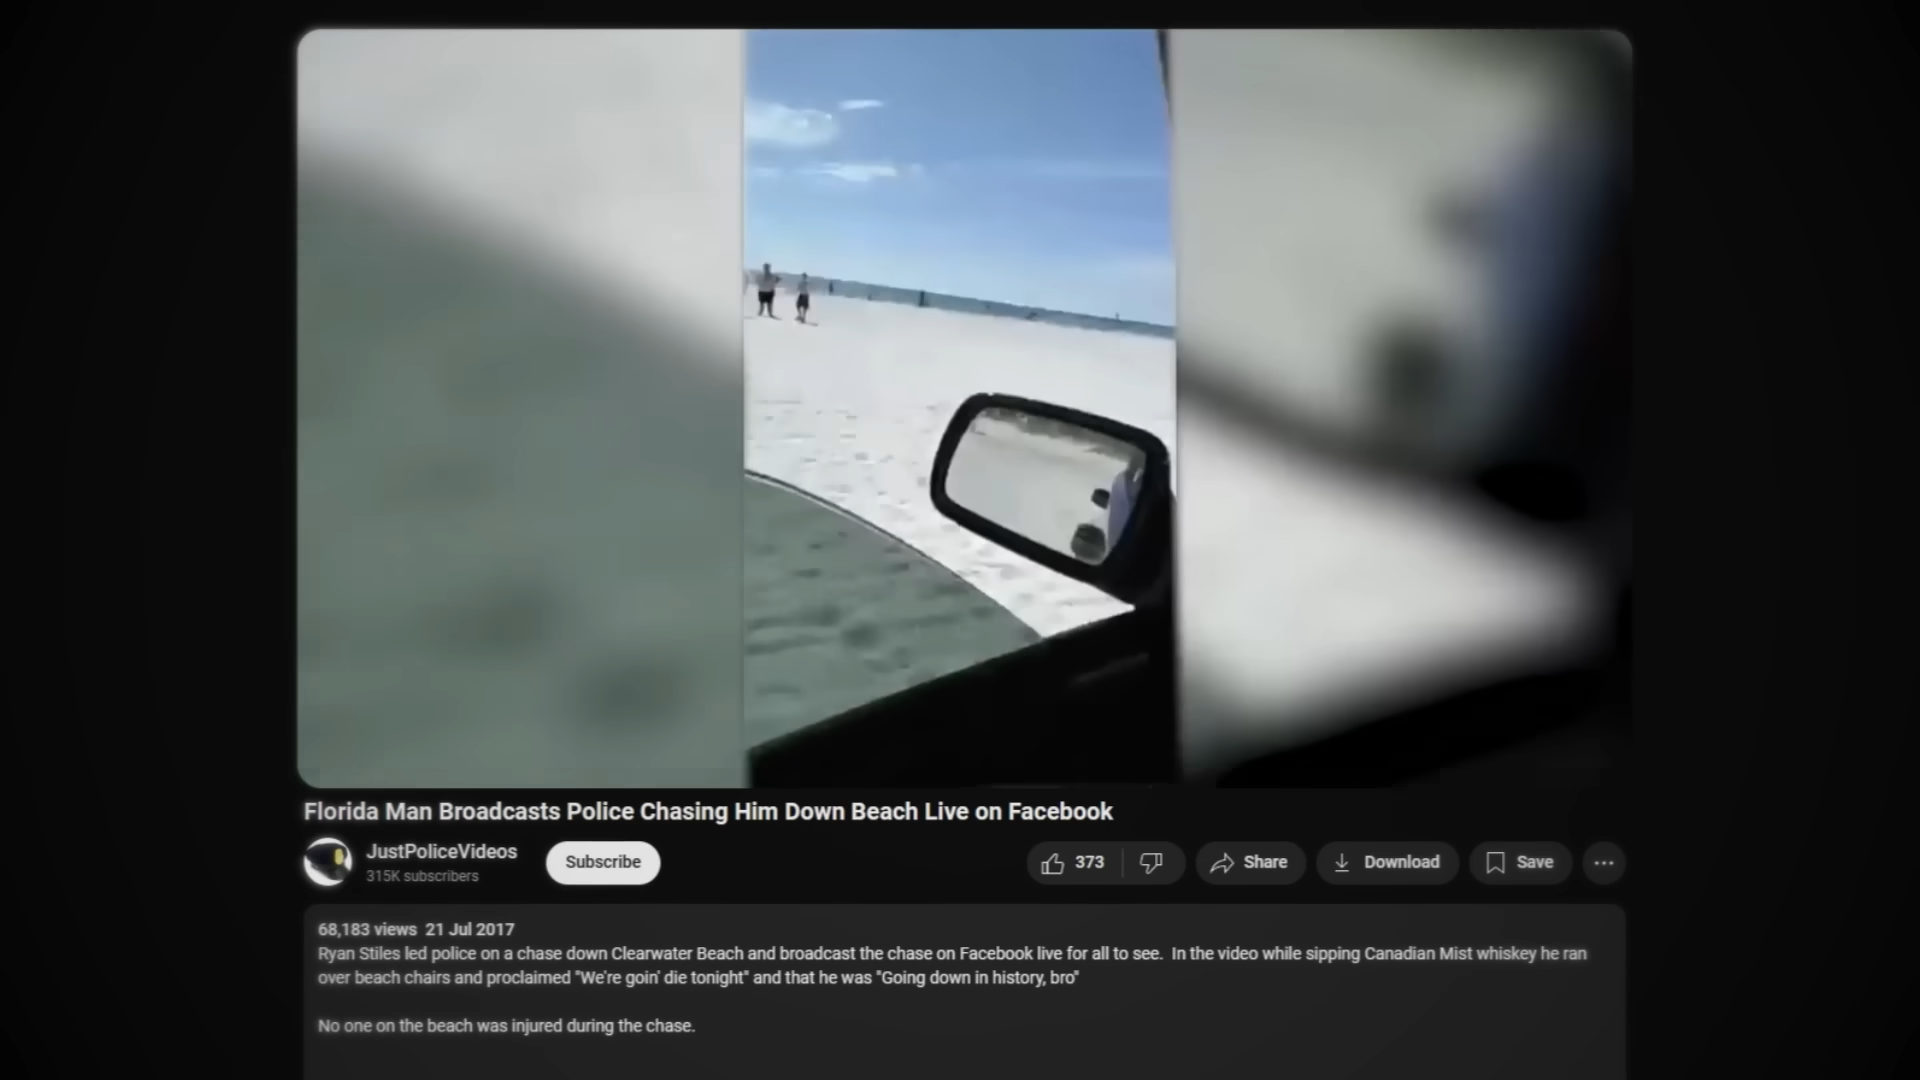 Florida Man Broadcasts Police Chasing Him Down Beach Live on Facebook
JustPoliceVideos
315K subscribers
Subscribe
373
Share
Download
Save
68,183 views 21 Jul 2017
Ryan Stiles led police on a chase down Clearwater Beach and broadcast the chase on Facebook live for all to see. In the video while sipping Canadian Mist whiskey he ran
over beach chairs and proclaimed "We're goin' die tonight" and that he was "Going down in history, bro"
No one on the beach was injured during the chase.